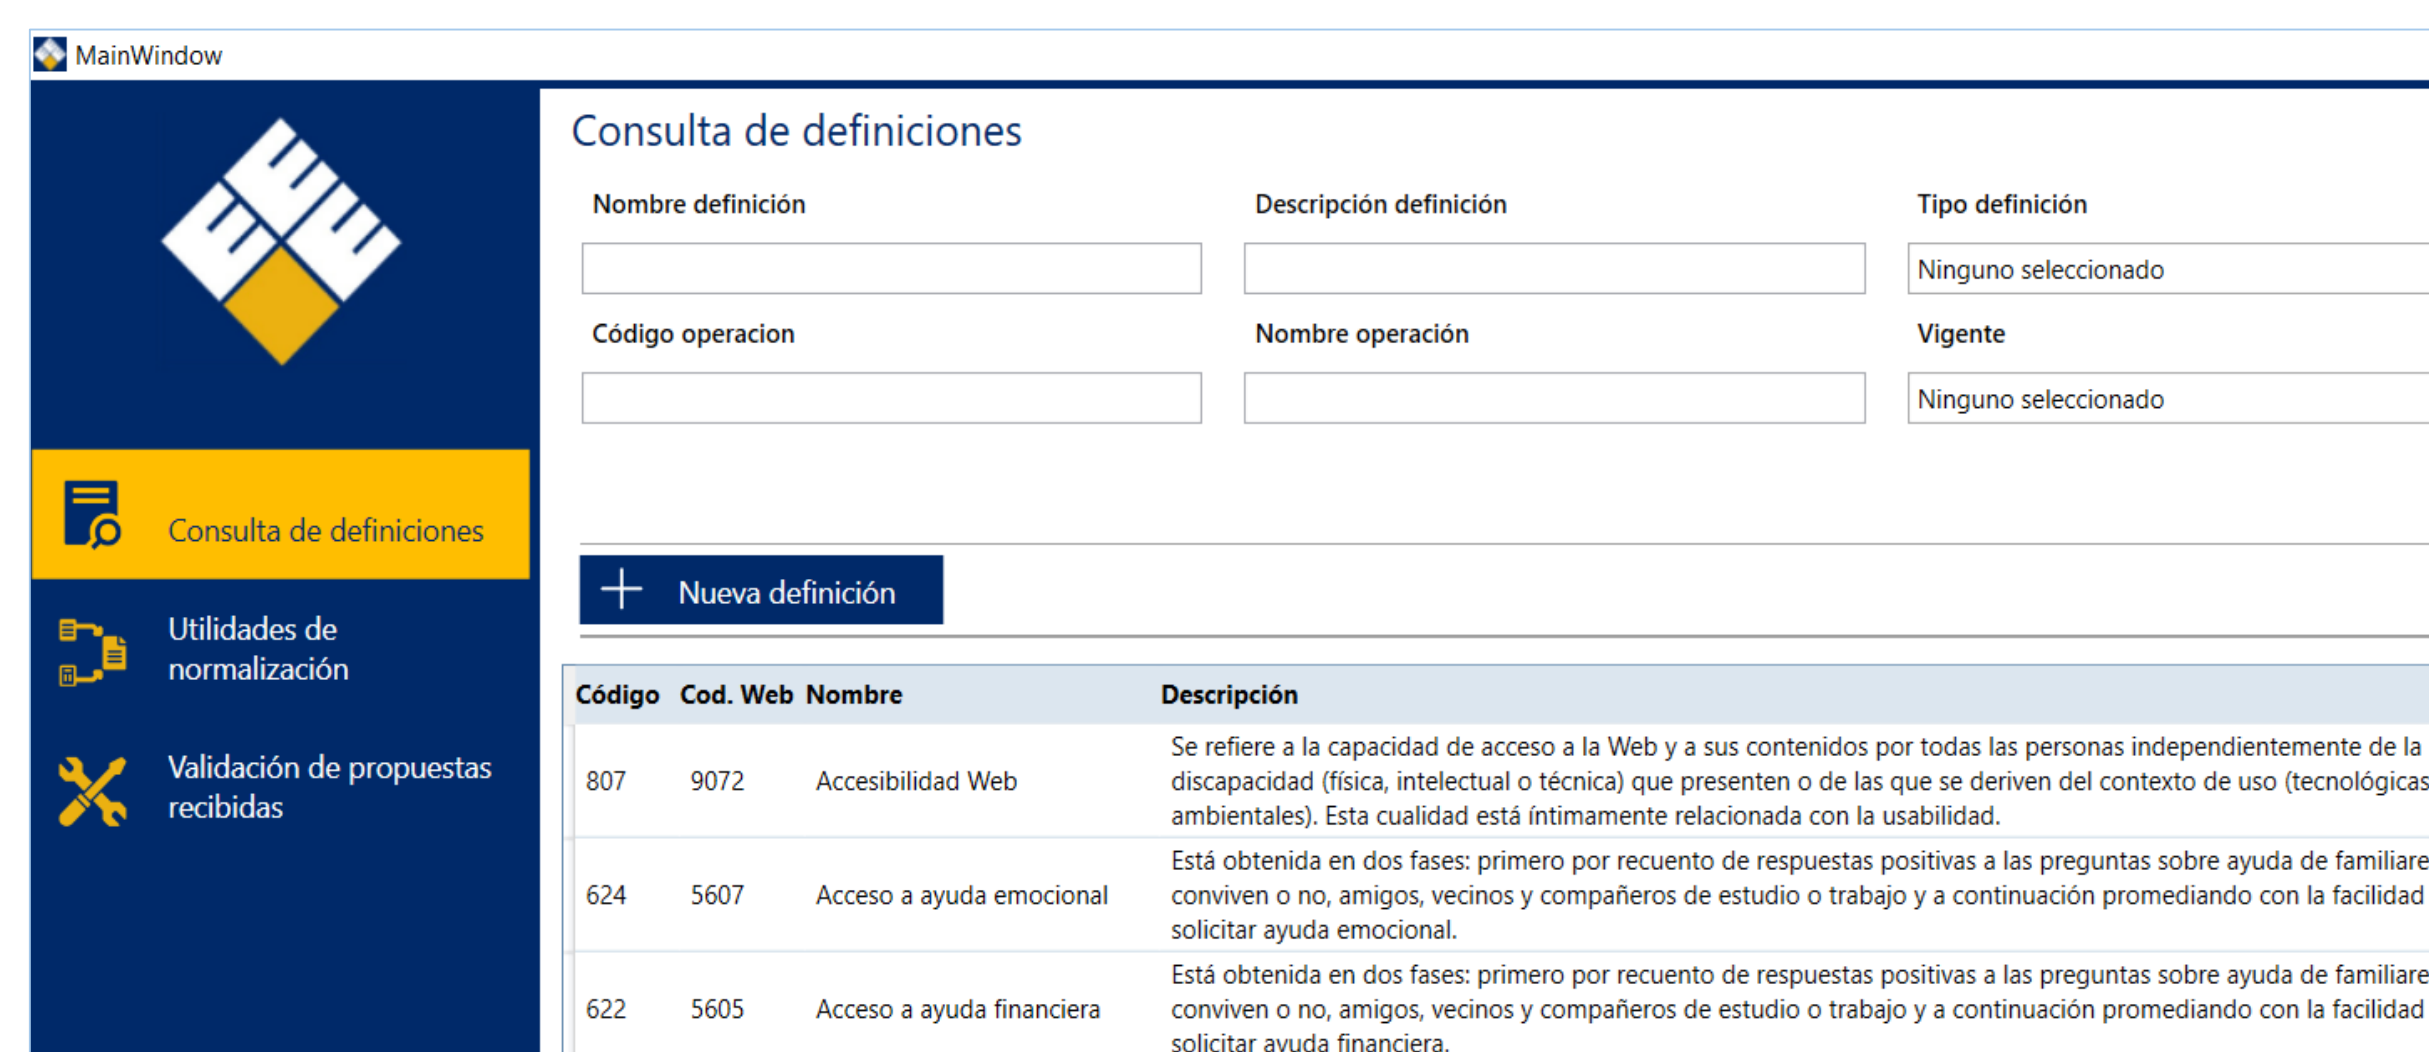 MainWindow
Consulta de definiciones
Nombre definición
Descripción definición
Tipo definición
Ninguno seleccionado
Código operacion
Nombre operación
Vigente
Ninguno seleccionado
Consulta de definiciones
Utilidades de
normalización
Validación de propuestas
recibidas
Nueva definición
Código Cod. Web Nombre Descripción
807 9072 Accesibilidad Web
Se refiere a la capacidad de acceso a la Web y a sus contenidos por todas las personas independientemente de la
discapacidad (física, intelectual o técnica) que presenten o de las que se deriven del contexto de uso (tecnológicas
ambientales). Esta cualidad está íntimamente relacionada con la usabilidad.
624 5607 Acceso a ayuda emocional
Está obtenida en dos fases: primero por recuento de respuestas positivas a las preguntas sobre ayuda de familiare
conviven o no, amigos, vecinos y compañeros de estudio o trabajo y a continuación promediando con la facilidad
solicitar ayuda emocional.
622 5605 Acceso a ayuda financiera
Está obtenida en dos fases: primero por recuento de respuestas positivas a las preguntas sobre ayuda de familiare
conviven o no, amigos, vecinos y compañeros de estudio o trabajo y a continuación promediando con la facilidad
solicitar ayuda financiera.